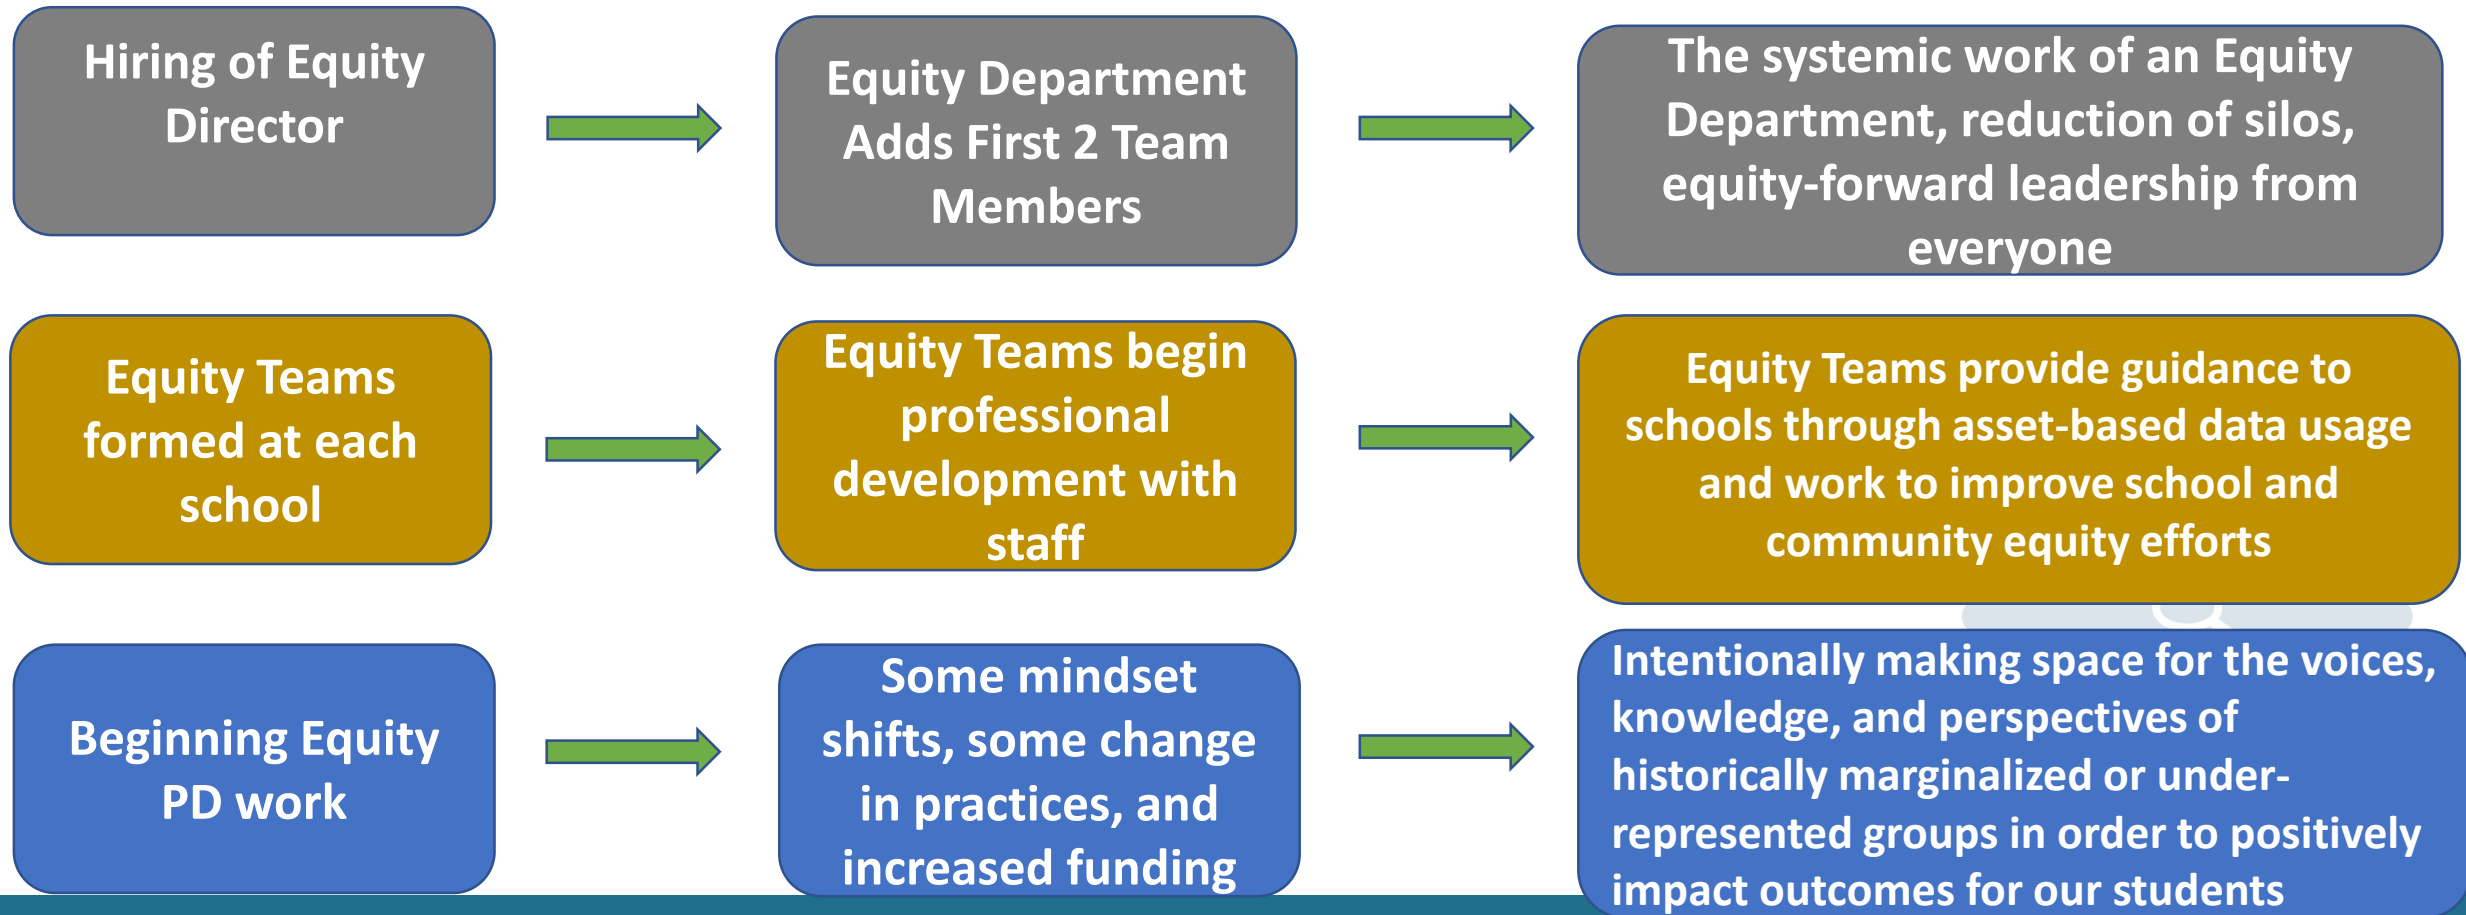 Hiring of Equity
Director
Equity Department
Adds First 2 Team
Members
The systemic work of an Equity
Department, reduction of silos,
equity-forward leadership from
everyone
Equity Teams
formed at each
school
Equity Teams begin
professional
development with
staff
Equity Teams provide guidance to
schools through asset-based data usage
and work to improve school and
community equity efforts
Beginning Equity
PD work
Some mindset
shifts, some change
in practices, and
increased funding
Intentionally making space for the voices,
knowledge, and perspectives of
historically marginalized or under-
represented groups in order to positively
impact outcomes for our students